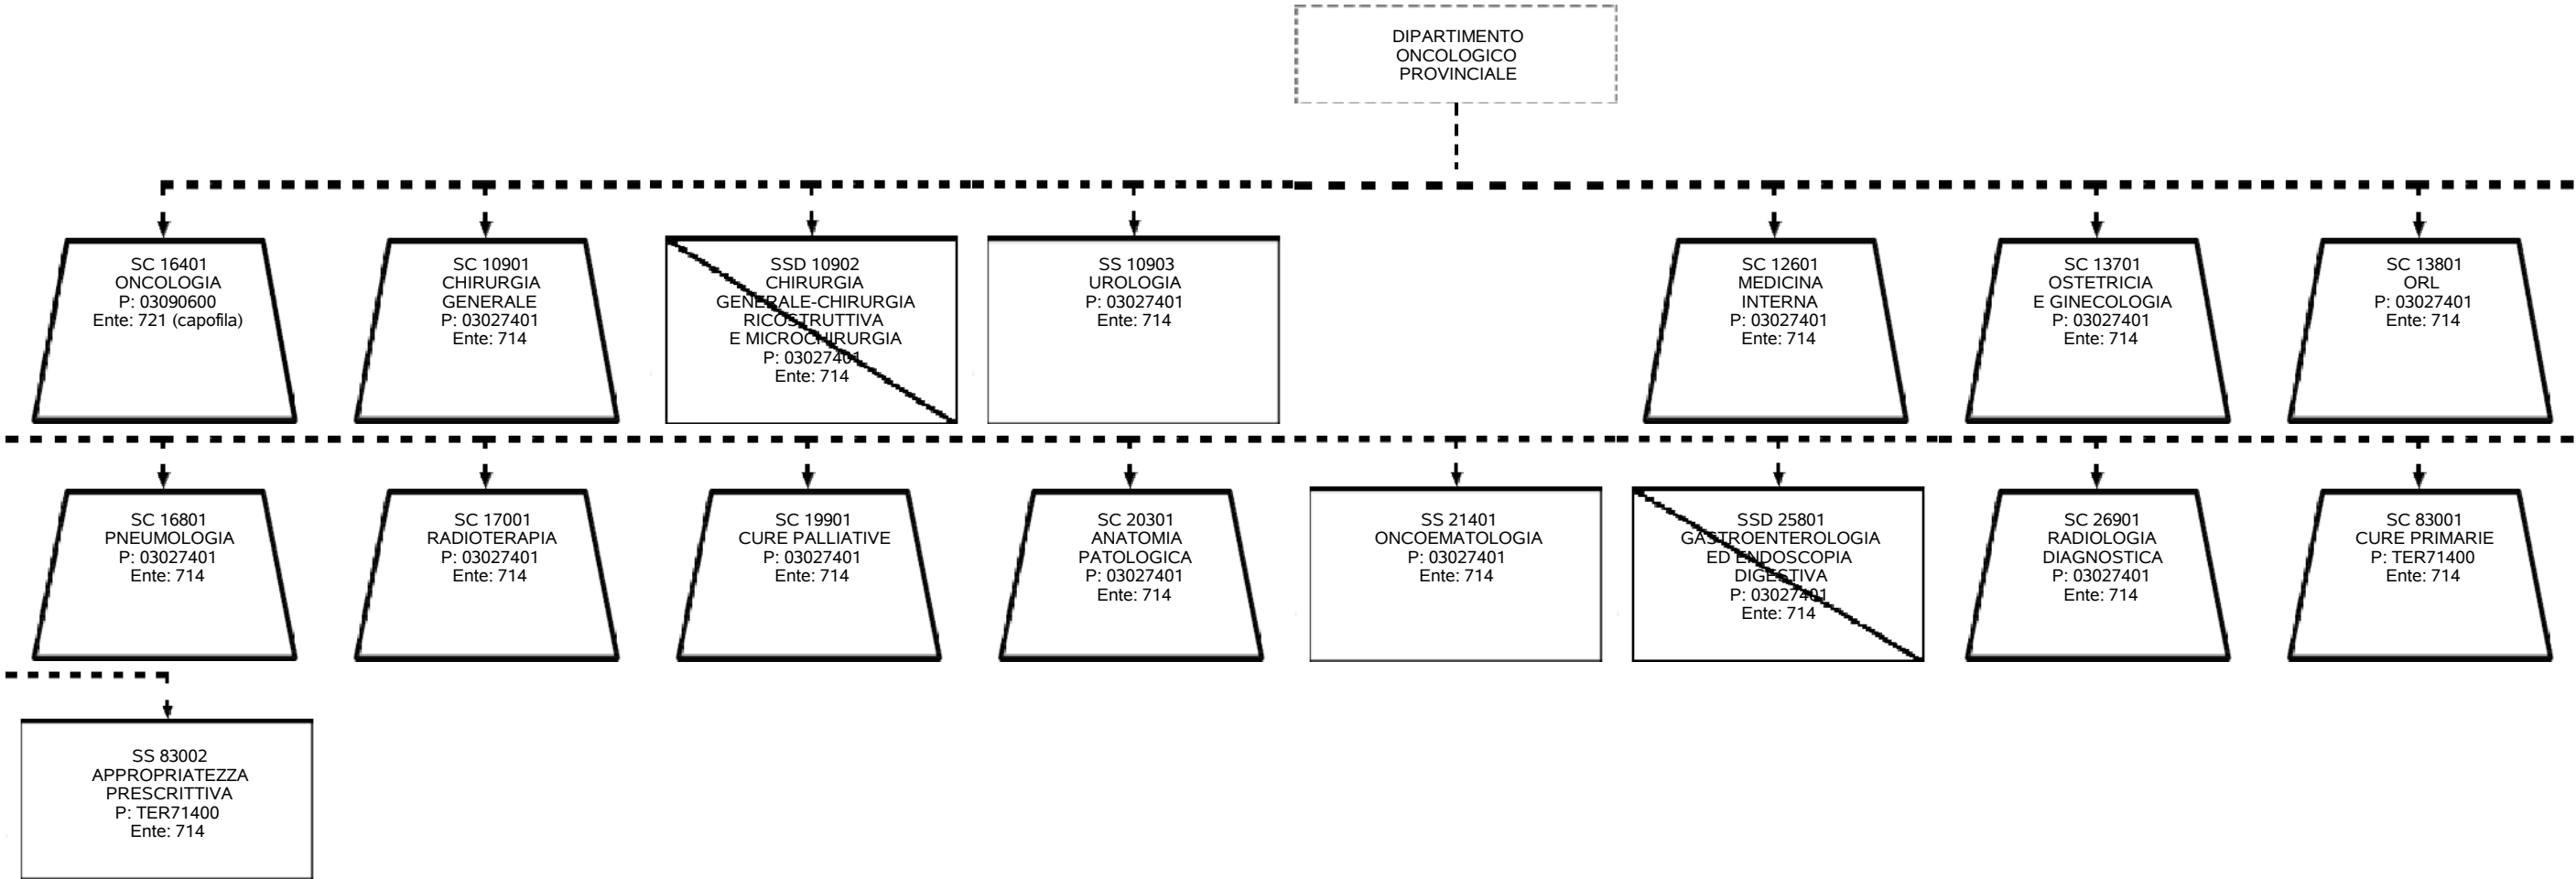 DIPARTIMENTO
ONCOLOGICO
PROVINCIALE
SC 16401
ONCOLOGIA
P: 03090600
Ente: 721 (capofila)
SC 10901
CHIRURGIA
GENERALE
P: 03027401
Ente: 714
SSD 10902
CHIRURGIA
GENERALE-CHIRURGIA
RICOSTRUTTIVA
E MICROCHIRURGIA
P: 03027401
Ente: 714
SS 10903
UROLOGIA
P: 03027401
Ente: 714
SC 12601
MEDICINA
INTERNA
P: 03027401
Ente: 714
SC 13701
OSTETRICIA
E GINECOLOGIA
P: 03027401
Ente: 714
SC 13801
ORL
P: 03027401
Ente: 714
SC 16801
PNEUMOLOGIA
P: 03027401
Ente: 714
SC 17001
RADIOTERAPIA
P: 03027401
Ente: 714
SC 19901
CURE PALLIATIVE
P: 03027401
Ente: 714
SC 20301
ANATOMIA
PATOLOGICA
P: 03027401
Ente: 714
SS 21401
ONCOEMATOLOGIA
P: 03027401
Ente: 714
SSD 25801
GASTROENTEROLOGIA
ED ENDOSCOPIA
DIGESTIVA
P: 03027401
Ente: 714
SC 26901
RADIOLOGIA
DIAGNOSTICA
P: 03027401
Ente: 714
SC 83001
CURE PRIMARIE
P: TER71400
Ente: 714
SS 83002
APPROPRIATEZZA
PRESCRITTIVA
P: TER71400
Ente: 714